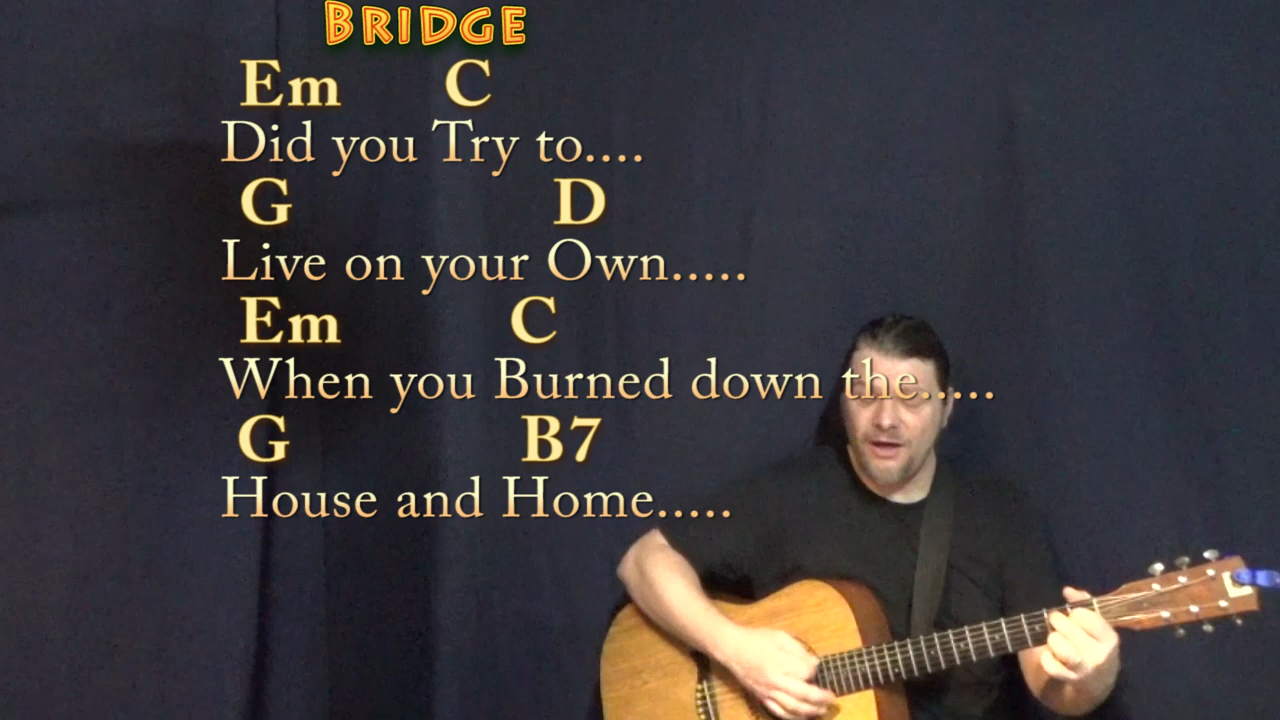 BRIDGE
Em C
Did you Try to....
G D
Live on your Own.....
Em C
When you Burned down the.....
G B7
House and Home.....